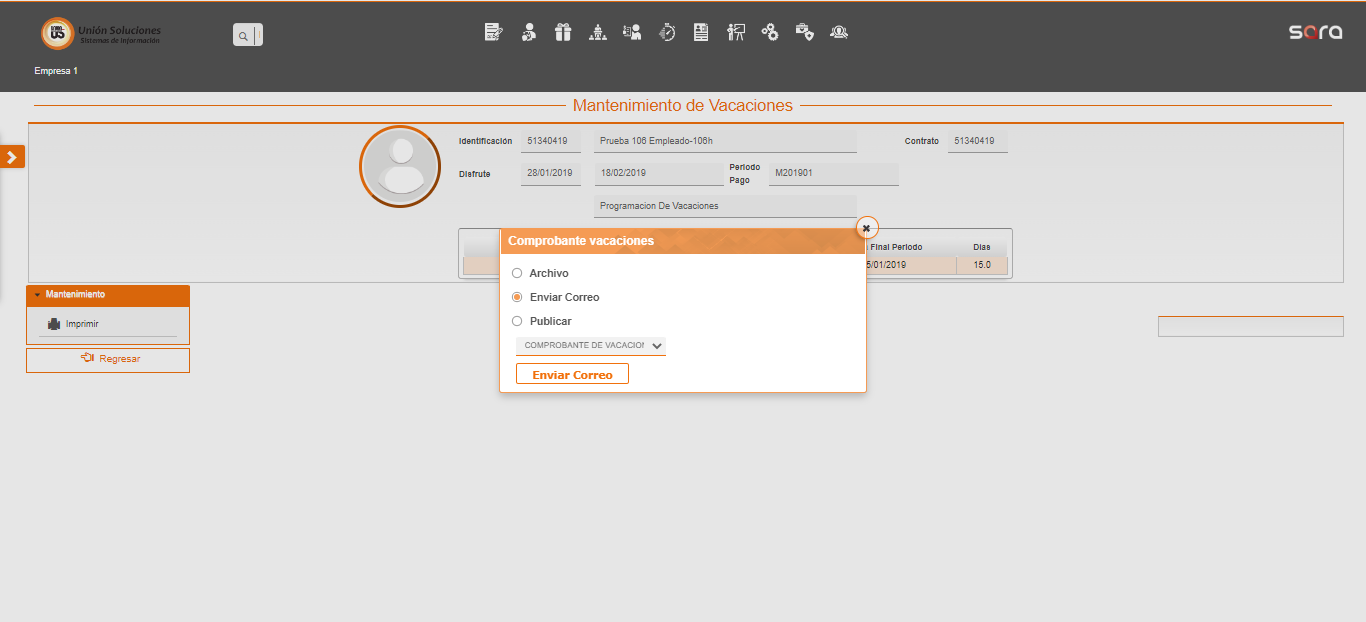 Unión Soluciones
Sistemas de Información
sora
Empresa 1
Mantenimiento de Vacaciones
Identificación 51340419 Prueba 106 Empleado-106h Contrato 51340419
Disfrute 28/01/2019 18/02/2019 Periodo Pago M201901
Programacion De Vacaciones
Final Periodo Dias
5/01/2019 15.0
Comprobante vacaciones
Archivo
Enviar Correo
Publicar
COMPROBANTE DE VACACION
Enviar Correo
Mantenimiento
Imprimir
Regresar